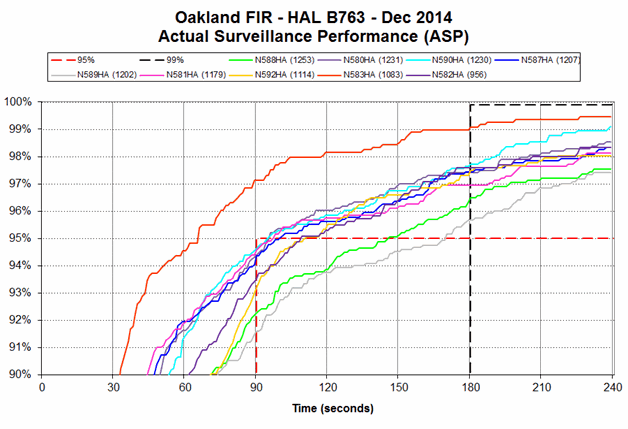 Oakland FIR - HAL B763 - Dec 2014
Actual Surveillance Performance (ASP)
95% 99% N588HA (1253) N580HA (1231) N590HA (1230) N587HA (1207)
N589HA (1202) N581HA (1179) N592HA (1114) N583HA (1083) N582HA (956)
100%
99%
98%
97%
96%
95%
94%
93%
92%
91%
90%
0 30 60 90 120 150 180 210 240
Time (seconds)